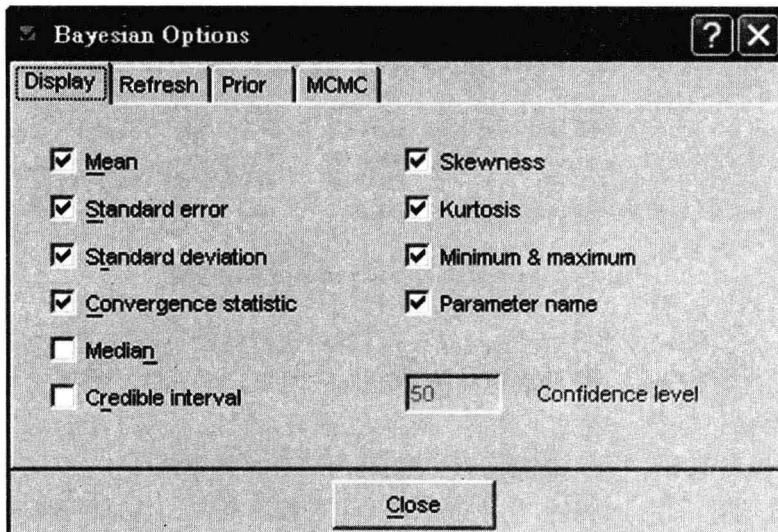 Bayesian Options
Display Refresh Prior MCMC
Mean
Standard error
Standard deviation
Convergence statistic
Median
Credible interval
Skewness
Kurtosis
Minimum & maximum
Parameter name
50 Confidence level
Close